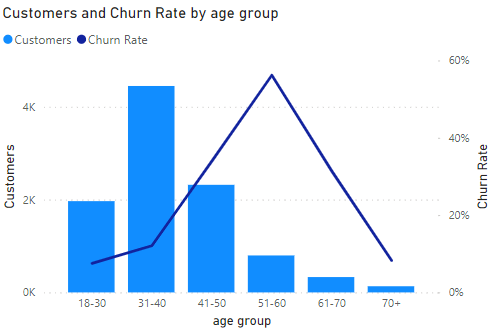 Customers and Churn Rate by age group
Customers Churn Rate
60%
4K
40%
Customers
Churn Rate
2K
20%
0K
0%
18-30 31-40 41-50 51-60 61-70 70+
age group